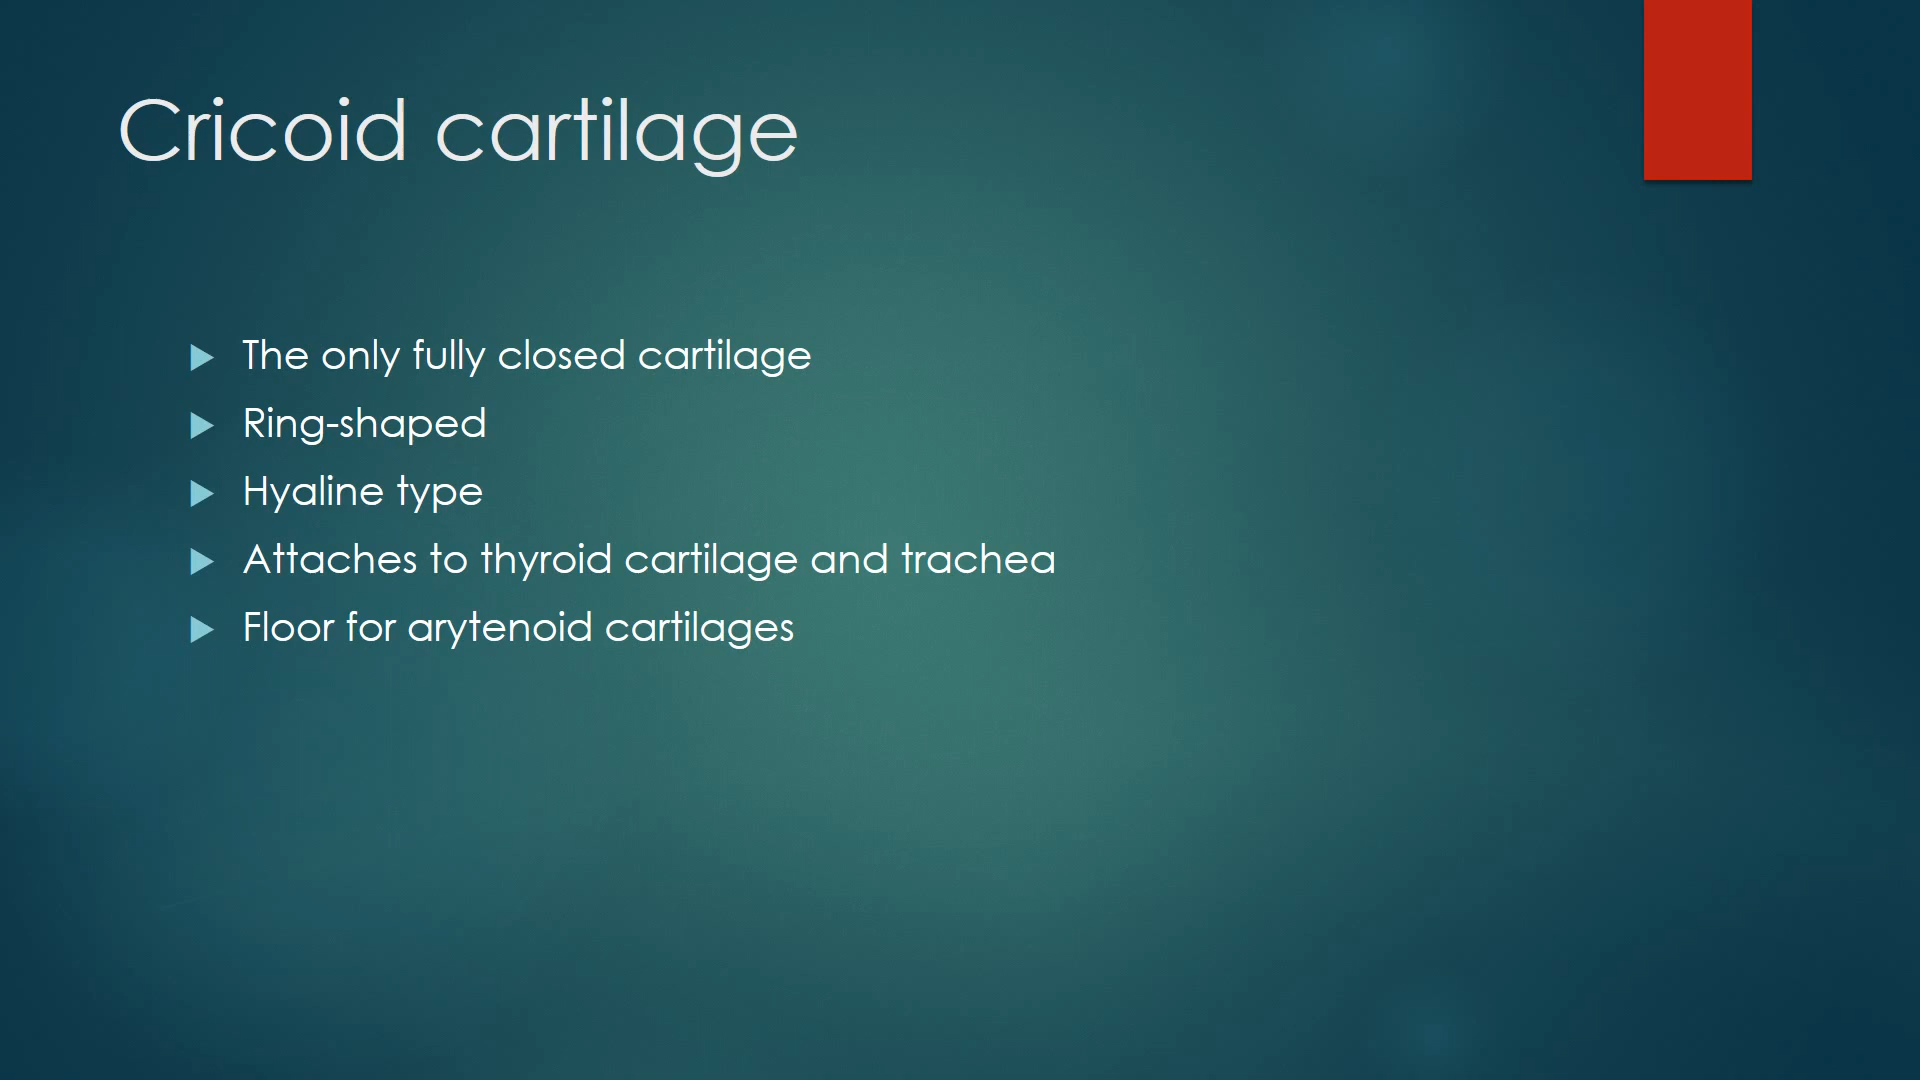 Cricoid cartilage
The only fully closed cartilage
Ring-shaped
Hyaline type
Attaches to thyroid cartilage and trachea
Floor for arytenoid cartilages